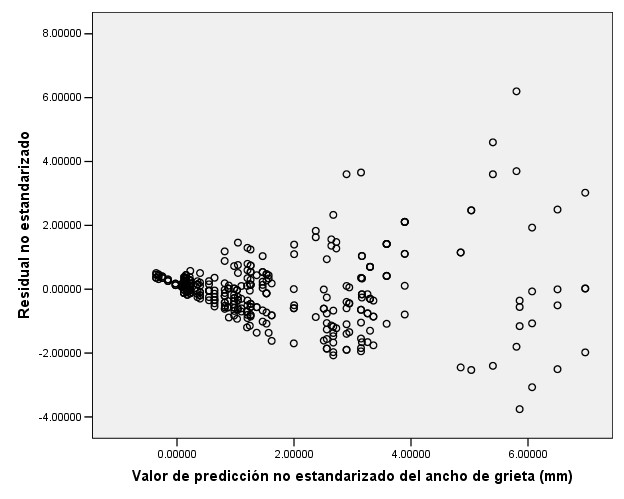 8.00000
6.00000
4.00000
2.00000
0.00000
-2.00000
-4.00000
Residual no estandarizado
0.00000 2.00000 4.00000 6.00000
Valor de predicción no estandarizado del ancho de grieta (mm)